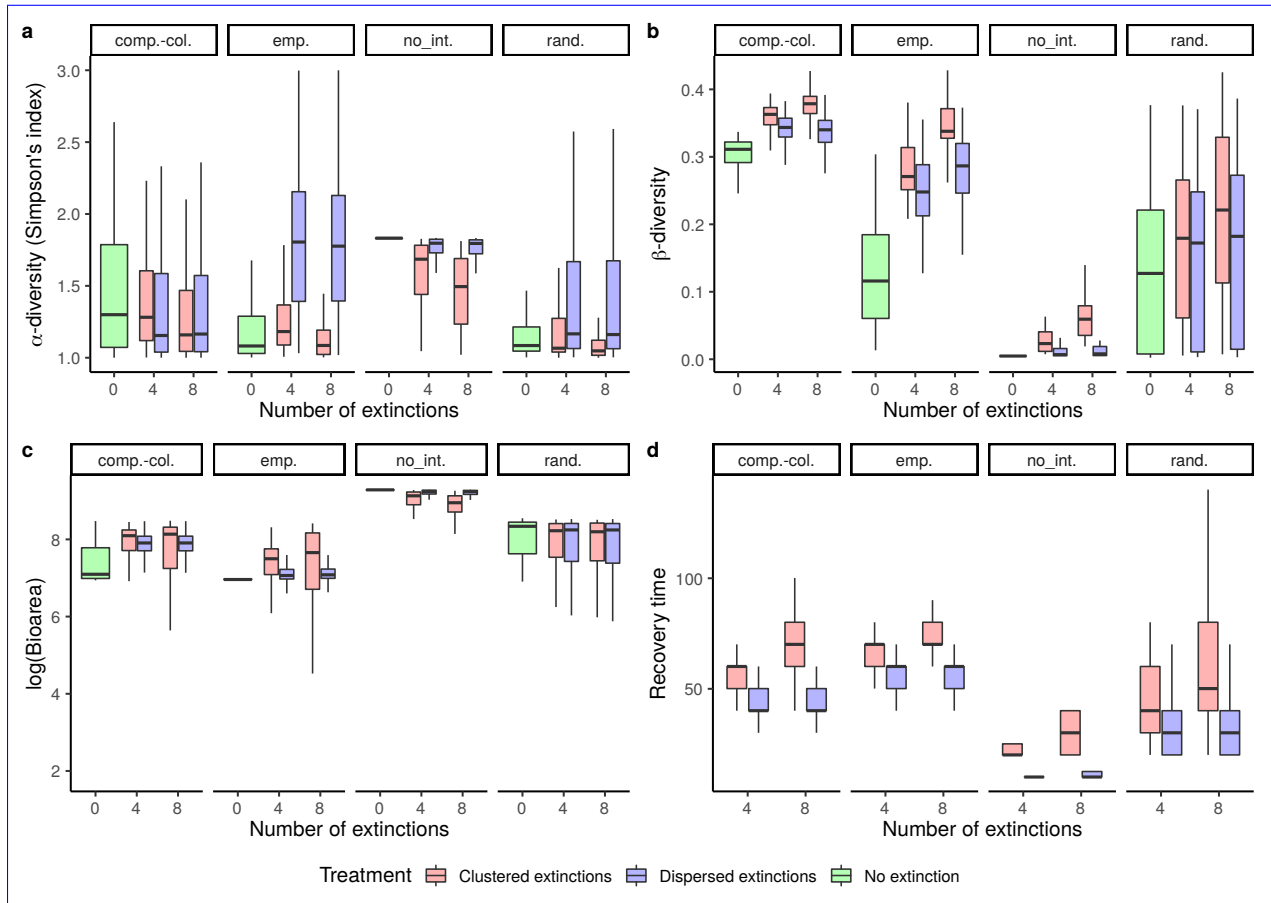 a
comp.-col. emp. no_int. rand.
α-diversity (Simpson's index)
3.0
2.5
2.0
1.5
1.0
0 4 8 0 4 8 0 4 8 0 4 8
Number of extinctions
b
comp.-col. emp. no_int. rand.
β-diversity
0.4
0.3
0.2
0.1
0.0
0 4 8 0 4 8 0 4 8 0 4 8
Number of extinctions
c
comp.-col. emp. no_int. rand.
log(Bioarea)
8
6
4
2
0 4 8 0 4 8 0 4 8 0 4 8
Number of extinctions
d
comp.-col. emp. no_int. rand.
Recovery time
100
50
4 8 4 8 4 8 4 8
Number of extinctions
Treatment Clustered extinctions Dispersed extinctions No extinction